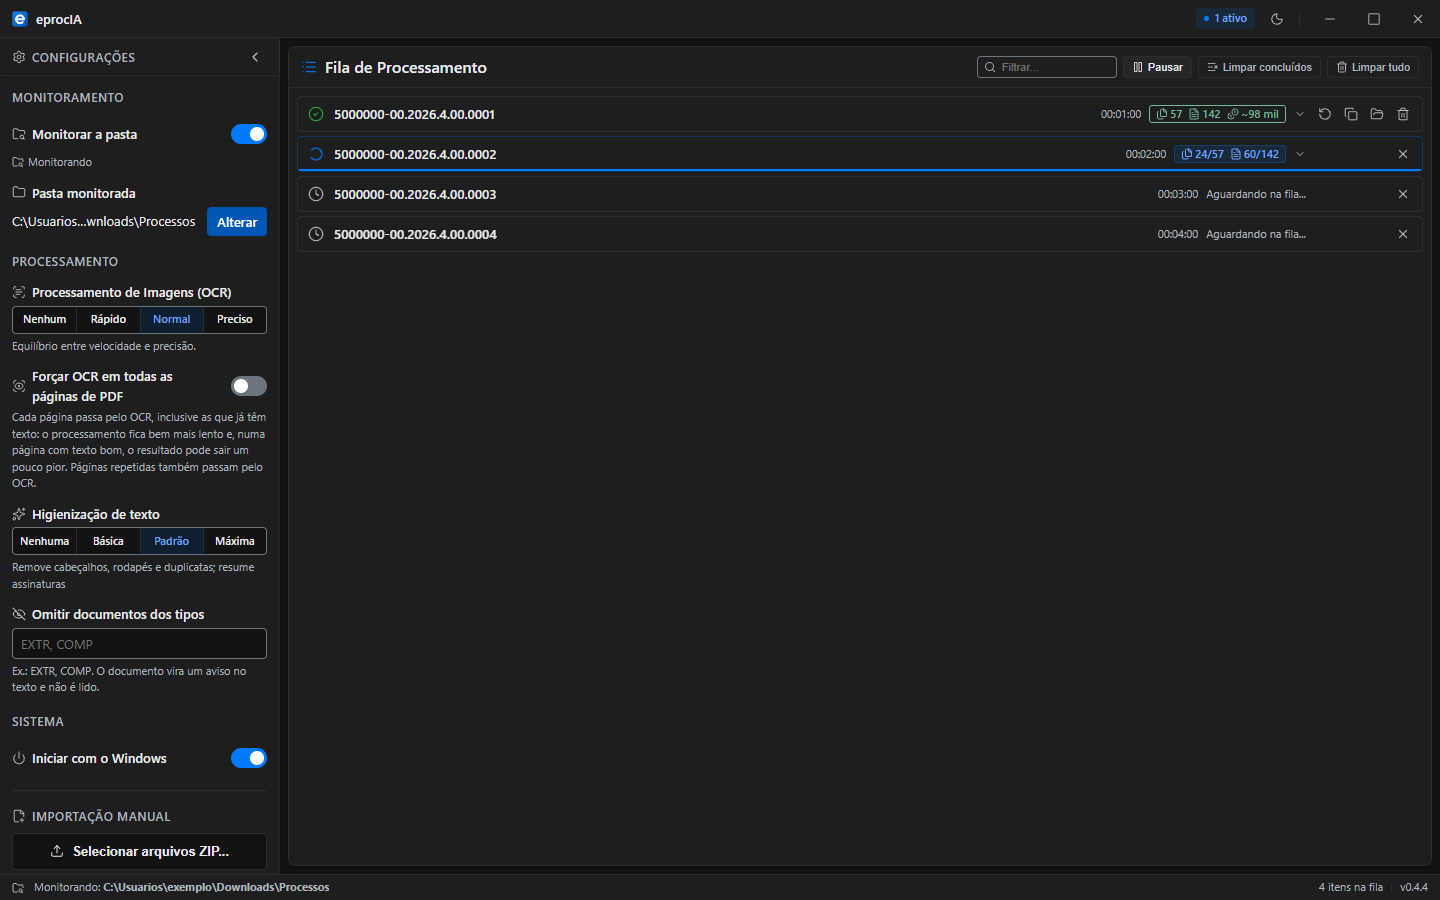 eprocIA
1 ativo
CONFIGURAÇÕES
MONITORAMENTO
Monitorar a pasta
Monitorando
Pasta monitorada
C:\Usuarios...wnloads\Processos
Alterar
PROCESSAMENTO
Processamento de Imagens (OCR)
Nenhum Rápido Normal Preciso
Equilíbrio entre velocidade e precisão.
Forçar OCR em todas as
páginas de PDF
Cada página passa pelo OCR, inclusive as que já têm
texto: o processamento fica bem mais lento e, numa
página com texto bom, o resultado pode sair um
pouco pior. Páginas repetidas também passam pelo
OCR.
Higienização de texto
Nenhuma Básica Padrão Máxima
Remove cabeçalhos, rodapés e duplicatas; resume
assinaturas
Omitir documentos dos tipos
EXTR, COMP
Ex.: EXTR, COMP. O documento vira um aviso no
texto e não é lido.
SISTEMA
Iniciar com o Windows
IMPORTAÇÃO MANUAL
Selecionar arquivos ZIP...
Fila de Processamento
Filtrar...
Pausar
Limpar concluídos
Limpar tudo
5000000-00.2026.4.00.0001 00:01:00 57 142 ~98 mil
5000000-00.2026.4.00.0002 00:02:00 24/57 60/142
5000000-00.2026.4.00.0003 00:03:00 Aguardando na fila...
5000000-00.2026.4.00.0004 00:04:00 Aguardando na fila...
Monitorando: C:\Usuarios\exemplo\Downloads\Processos
4 itens na fila
v0.4.4